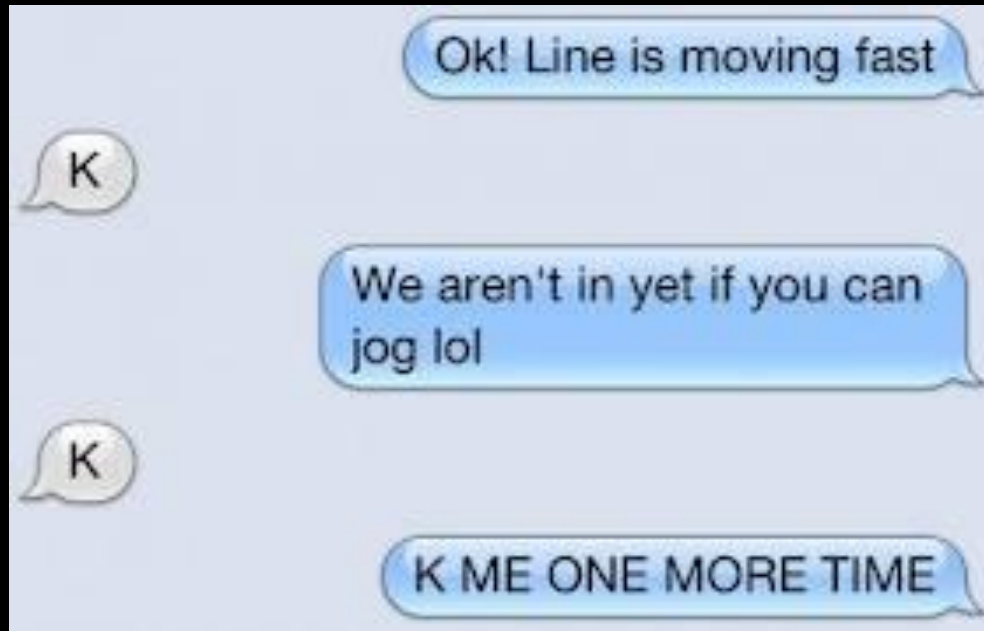 Ok! Line is moving fast
K
We aren't in yet if you can
jog lol
K
K ME ONE MORE TIME